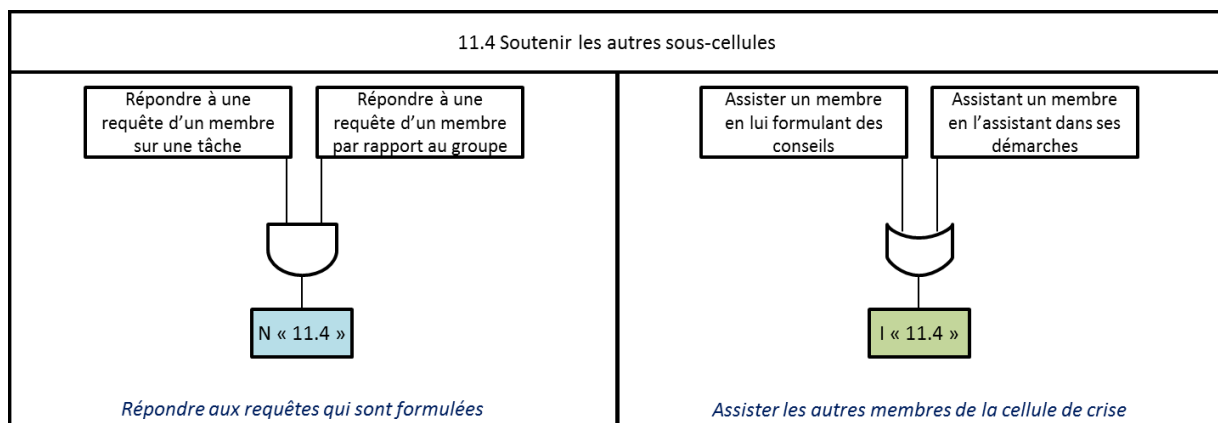 11.4 Soutenir les autres sous-cellules
Répondre à une
requête d’un membre
sur une tâche
Répondre à une
requête d’un membre
par rapport au groupe
Assister un membre
en lui formulant des
conseils
Assistant un membre
en l’assistant dans ses
démarches
N « 11.4 »
I « 11.4 »
Répondre aux requêtes qui sont formulées
Assister les autres membres de la cellule de crise